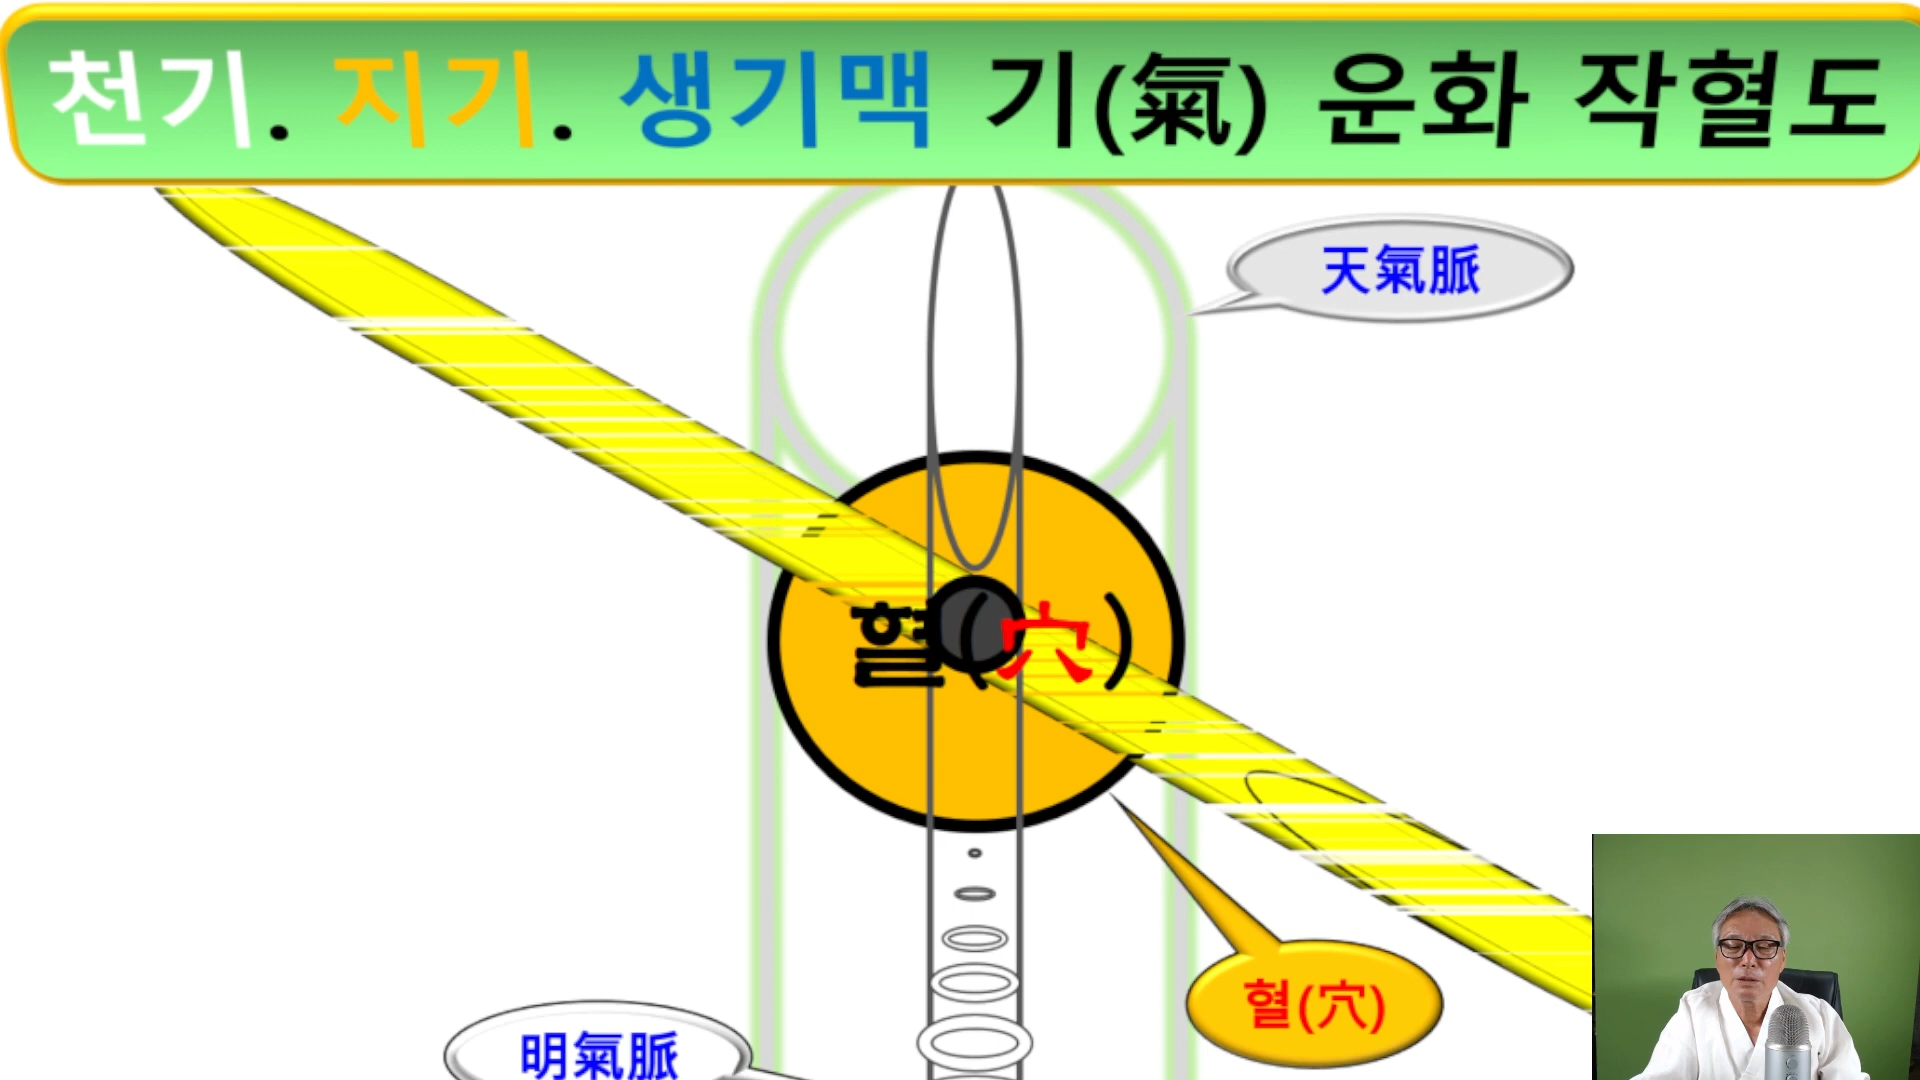 천기. 지기. 생기맥 기(氣) 운화 작혈도
天氣脈
혈(穴)
혈(穴)
明氣脈